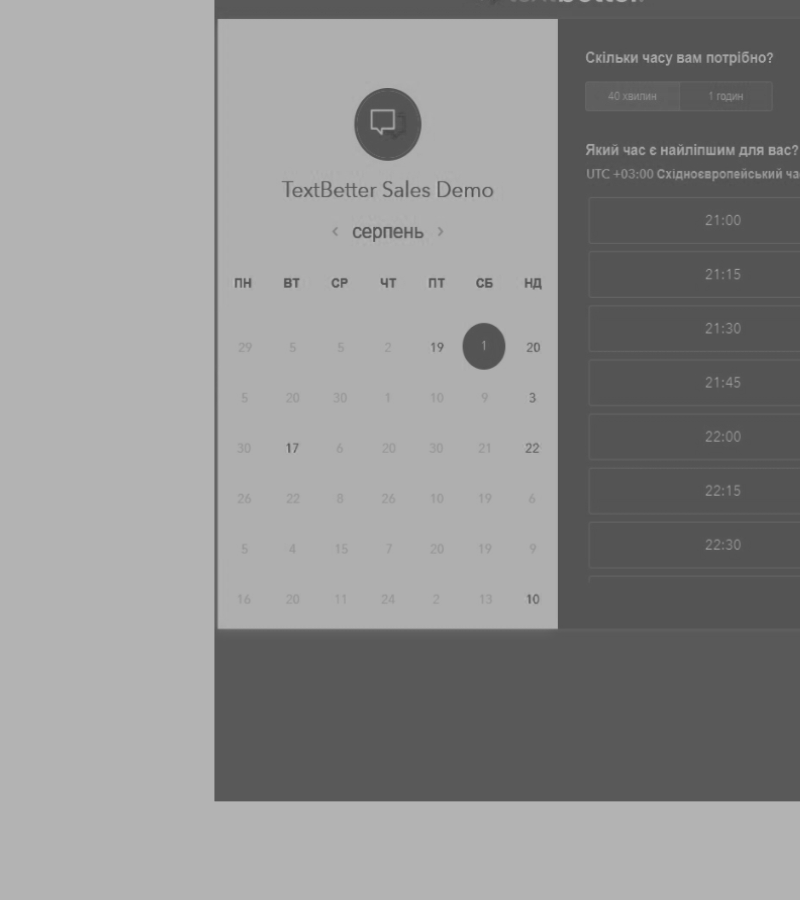 TextBetter Sales Demo
‹ серпень ›
ПН ВТ СР ЧТ ПТ СБ НД
29 5 5 2 19 1 20
5 20 30 1 10 9 3
30 17 6 20 30 21 22
26 22 8 26 10 19 6
5 4 15 7 20 19 9
16 20 11 24 2 13 10
Скільки часу вам потрібно?
40 хвилин 1 годин
Який час є найліпшим для вас?
UTC +03:00 Східноєвропейський
21:00
21:15
21:30
21:45
22:00
22:15
22:30